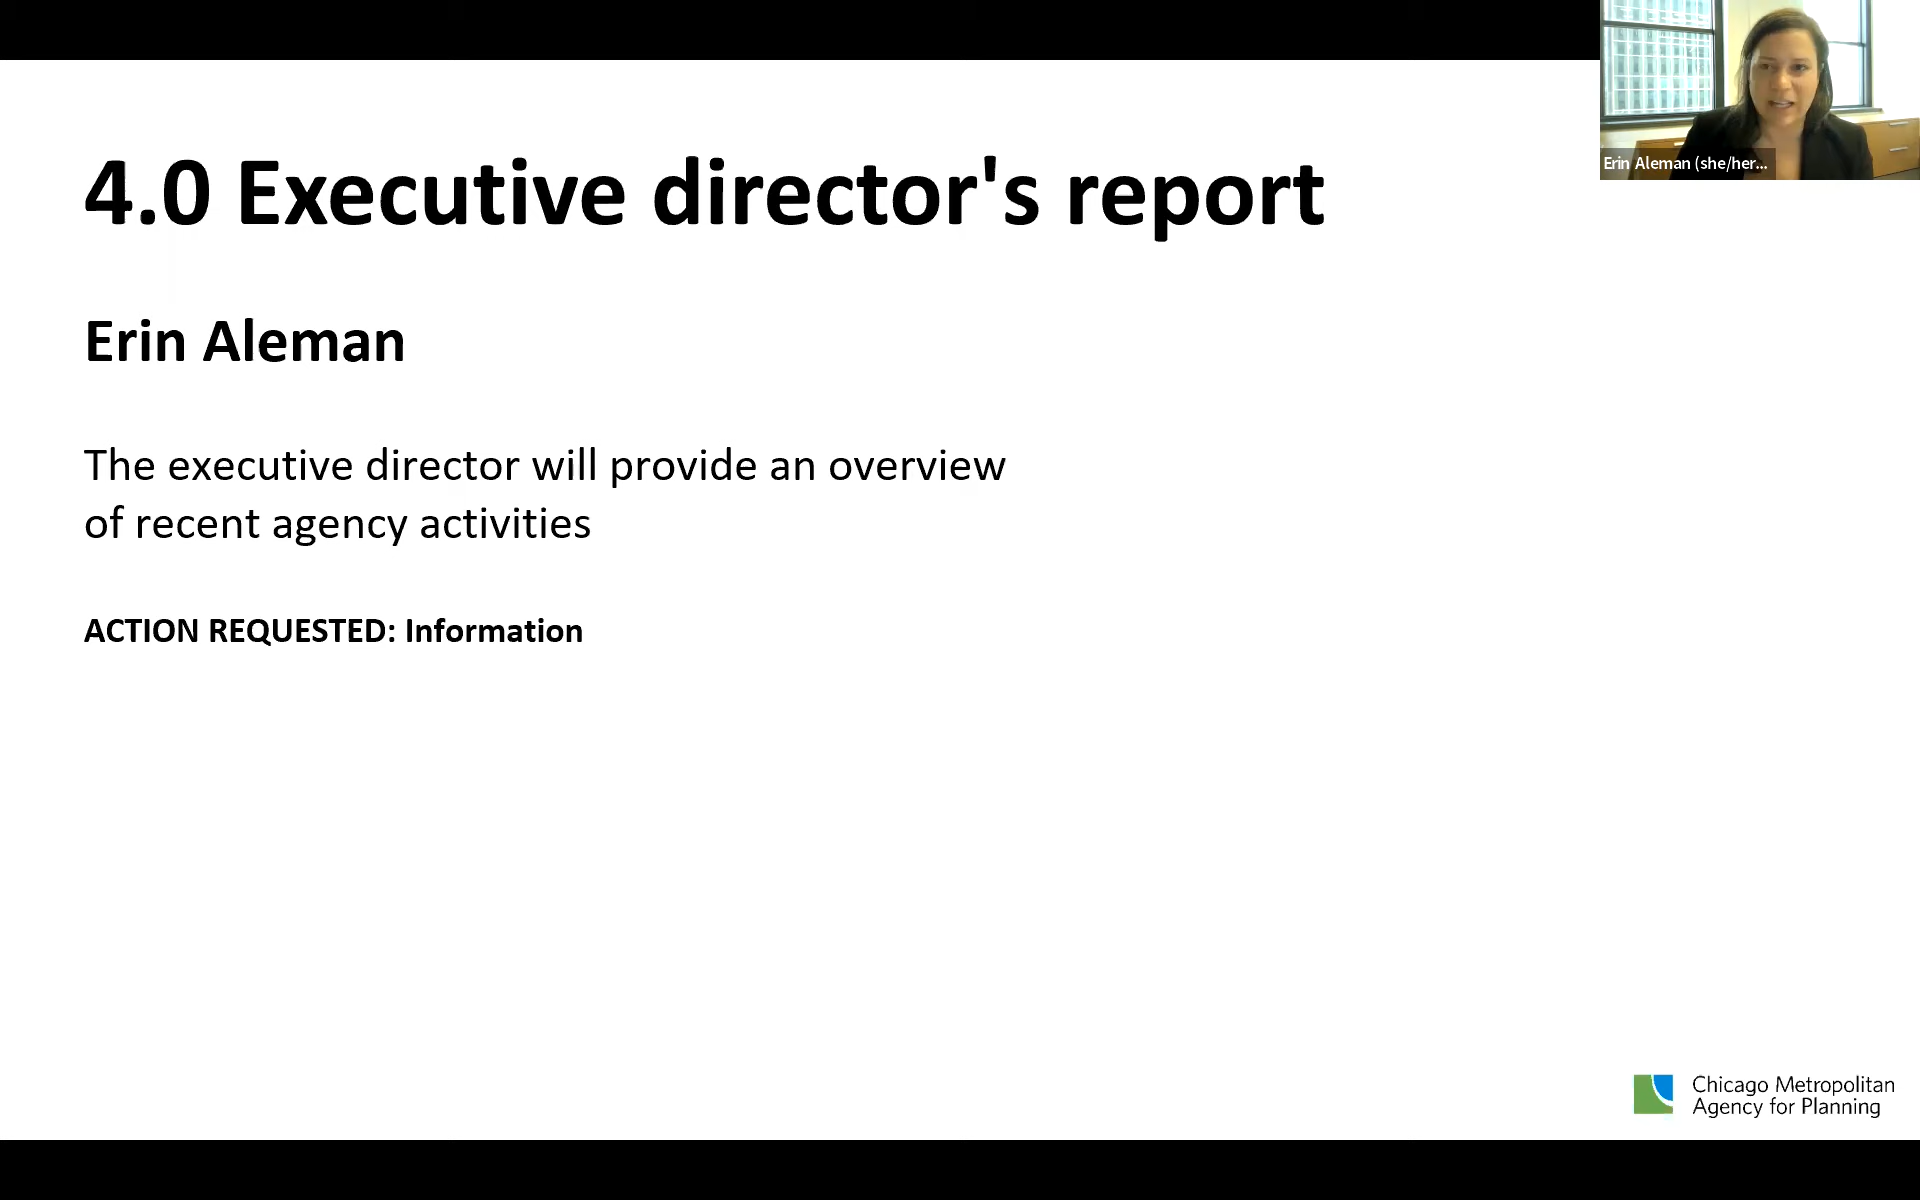 4.0 Executive director's report
Erin Aleman (she/her...
Erin Aleman
The executive director will provide an overview
of recent agency activities
ACTION REQUESTED: Information
Chicago Metropolitan
Agency for Planning